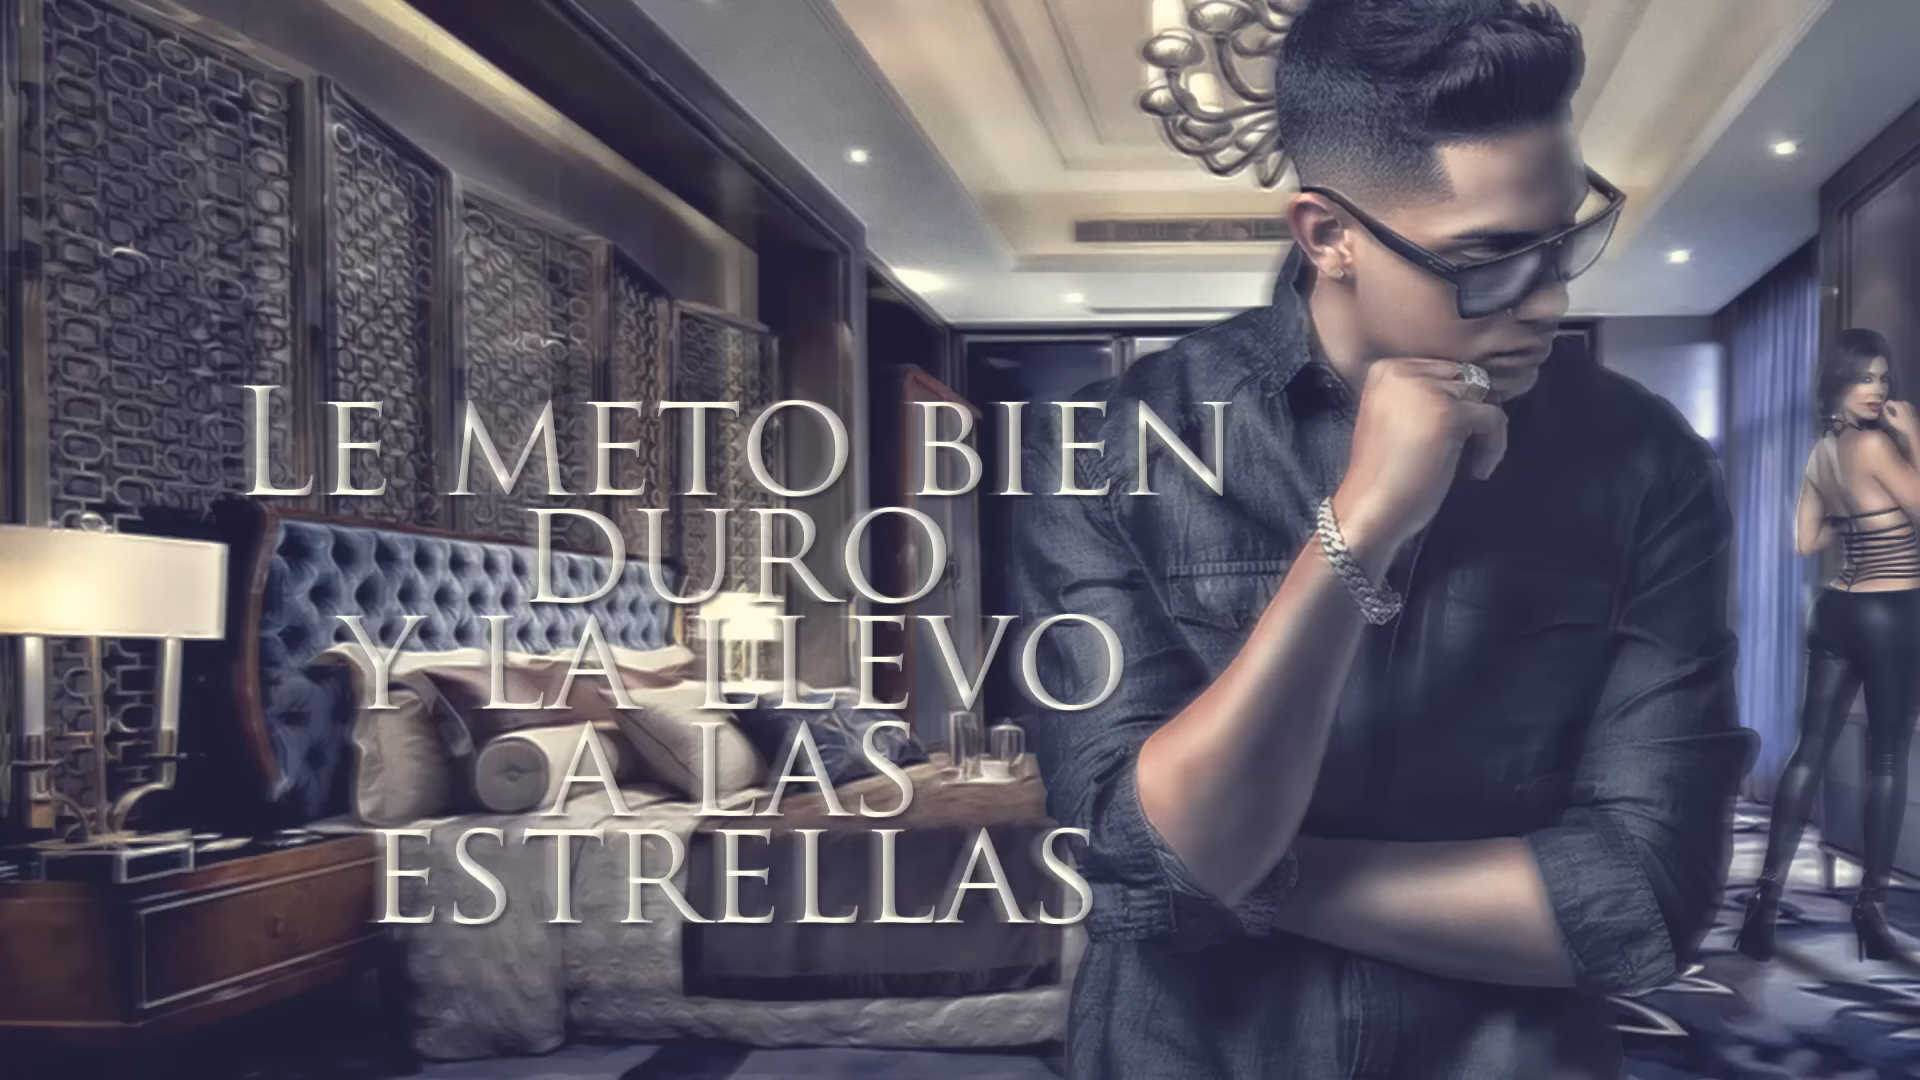 Le meto bien
duro
y la llevo
a las
estrellas